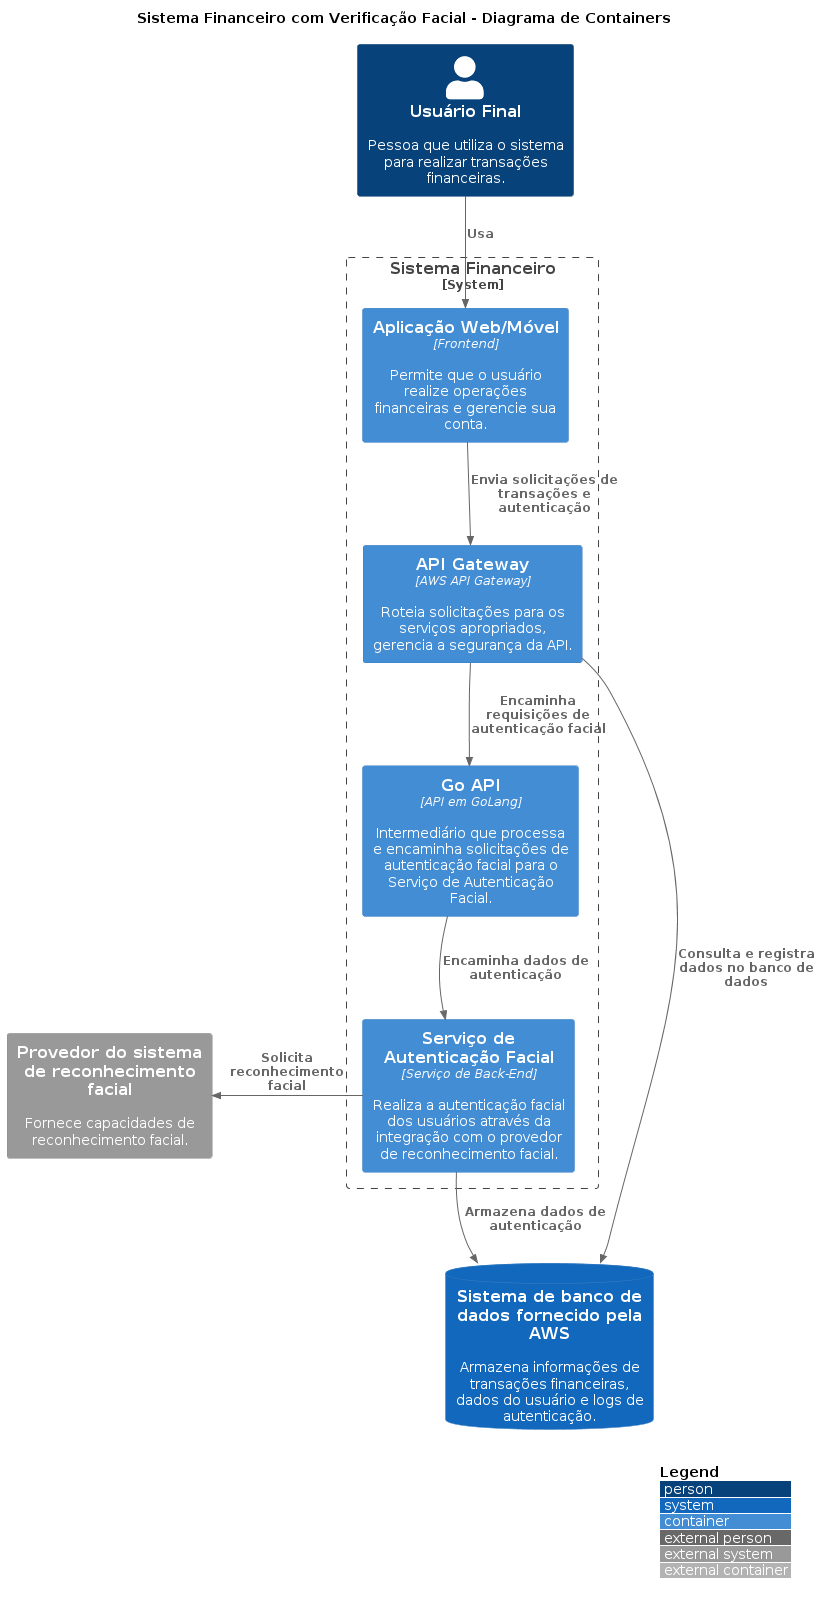 Sistema Financeiro com Verificação Facial - Diagrama de Containers
Usuário Final
Pessoa que utiliza o sistema
para realizar transações
financeiras.
Usa
Sistema Financeiro
[System]
Aplicação Web/Móvel
[Frontend]
Permite que o usuário
realize operações
financeiras e gerencie sua
conta.
Envia solicitações de
transações e
autenticação
API Gateway
[AWS API Gateway]
Roteia solicitações para os
serviços apropriados,
gerencia a segurança da API.
Encaminha
requisições de
autenticação facial
Go API
[API em GoLang]
Intermediário que processa
e encaminha solicitações de
autenticação facial para o
Serviço de Autenticação
Facial.
Encaminha dados de
autenticação
Consulta e registra
dados no banco de
dados
Serviço de
Autenticação Facial
[Serviço de Back-End]
Realiza a autenticação facial
dos usuários através da
integração com o provedor
de reconhecimento facial.
Solicita
reconhecimento
facial
Provedor do sistema
de reconhecimento
facial
Fornece capacidades de
reconhecimento facial.
Armazena dados de
autenticação
Sistema de banco de
dados fornecido pela
AWS
Armazena informações de
transações financeiras,
dados do usuário e logs de
autenticação.
Legend
person
system
container
external person
external system
external container